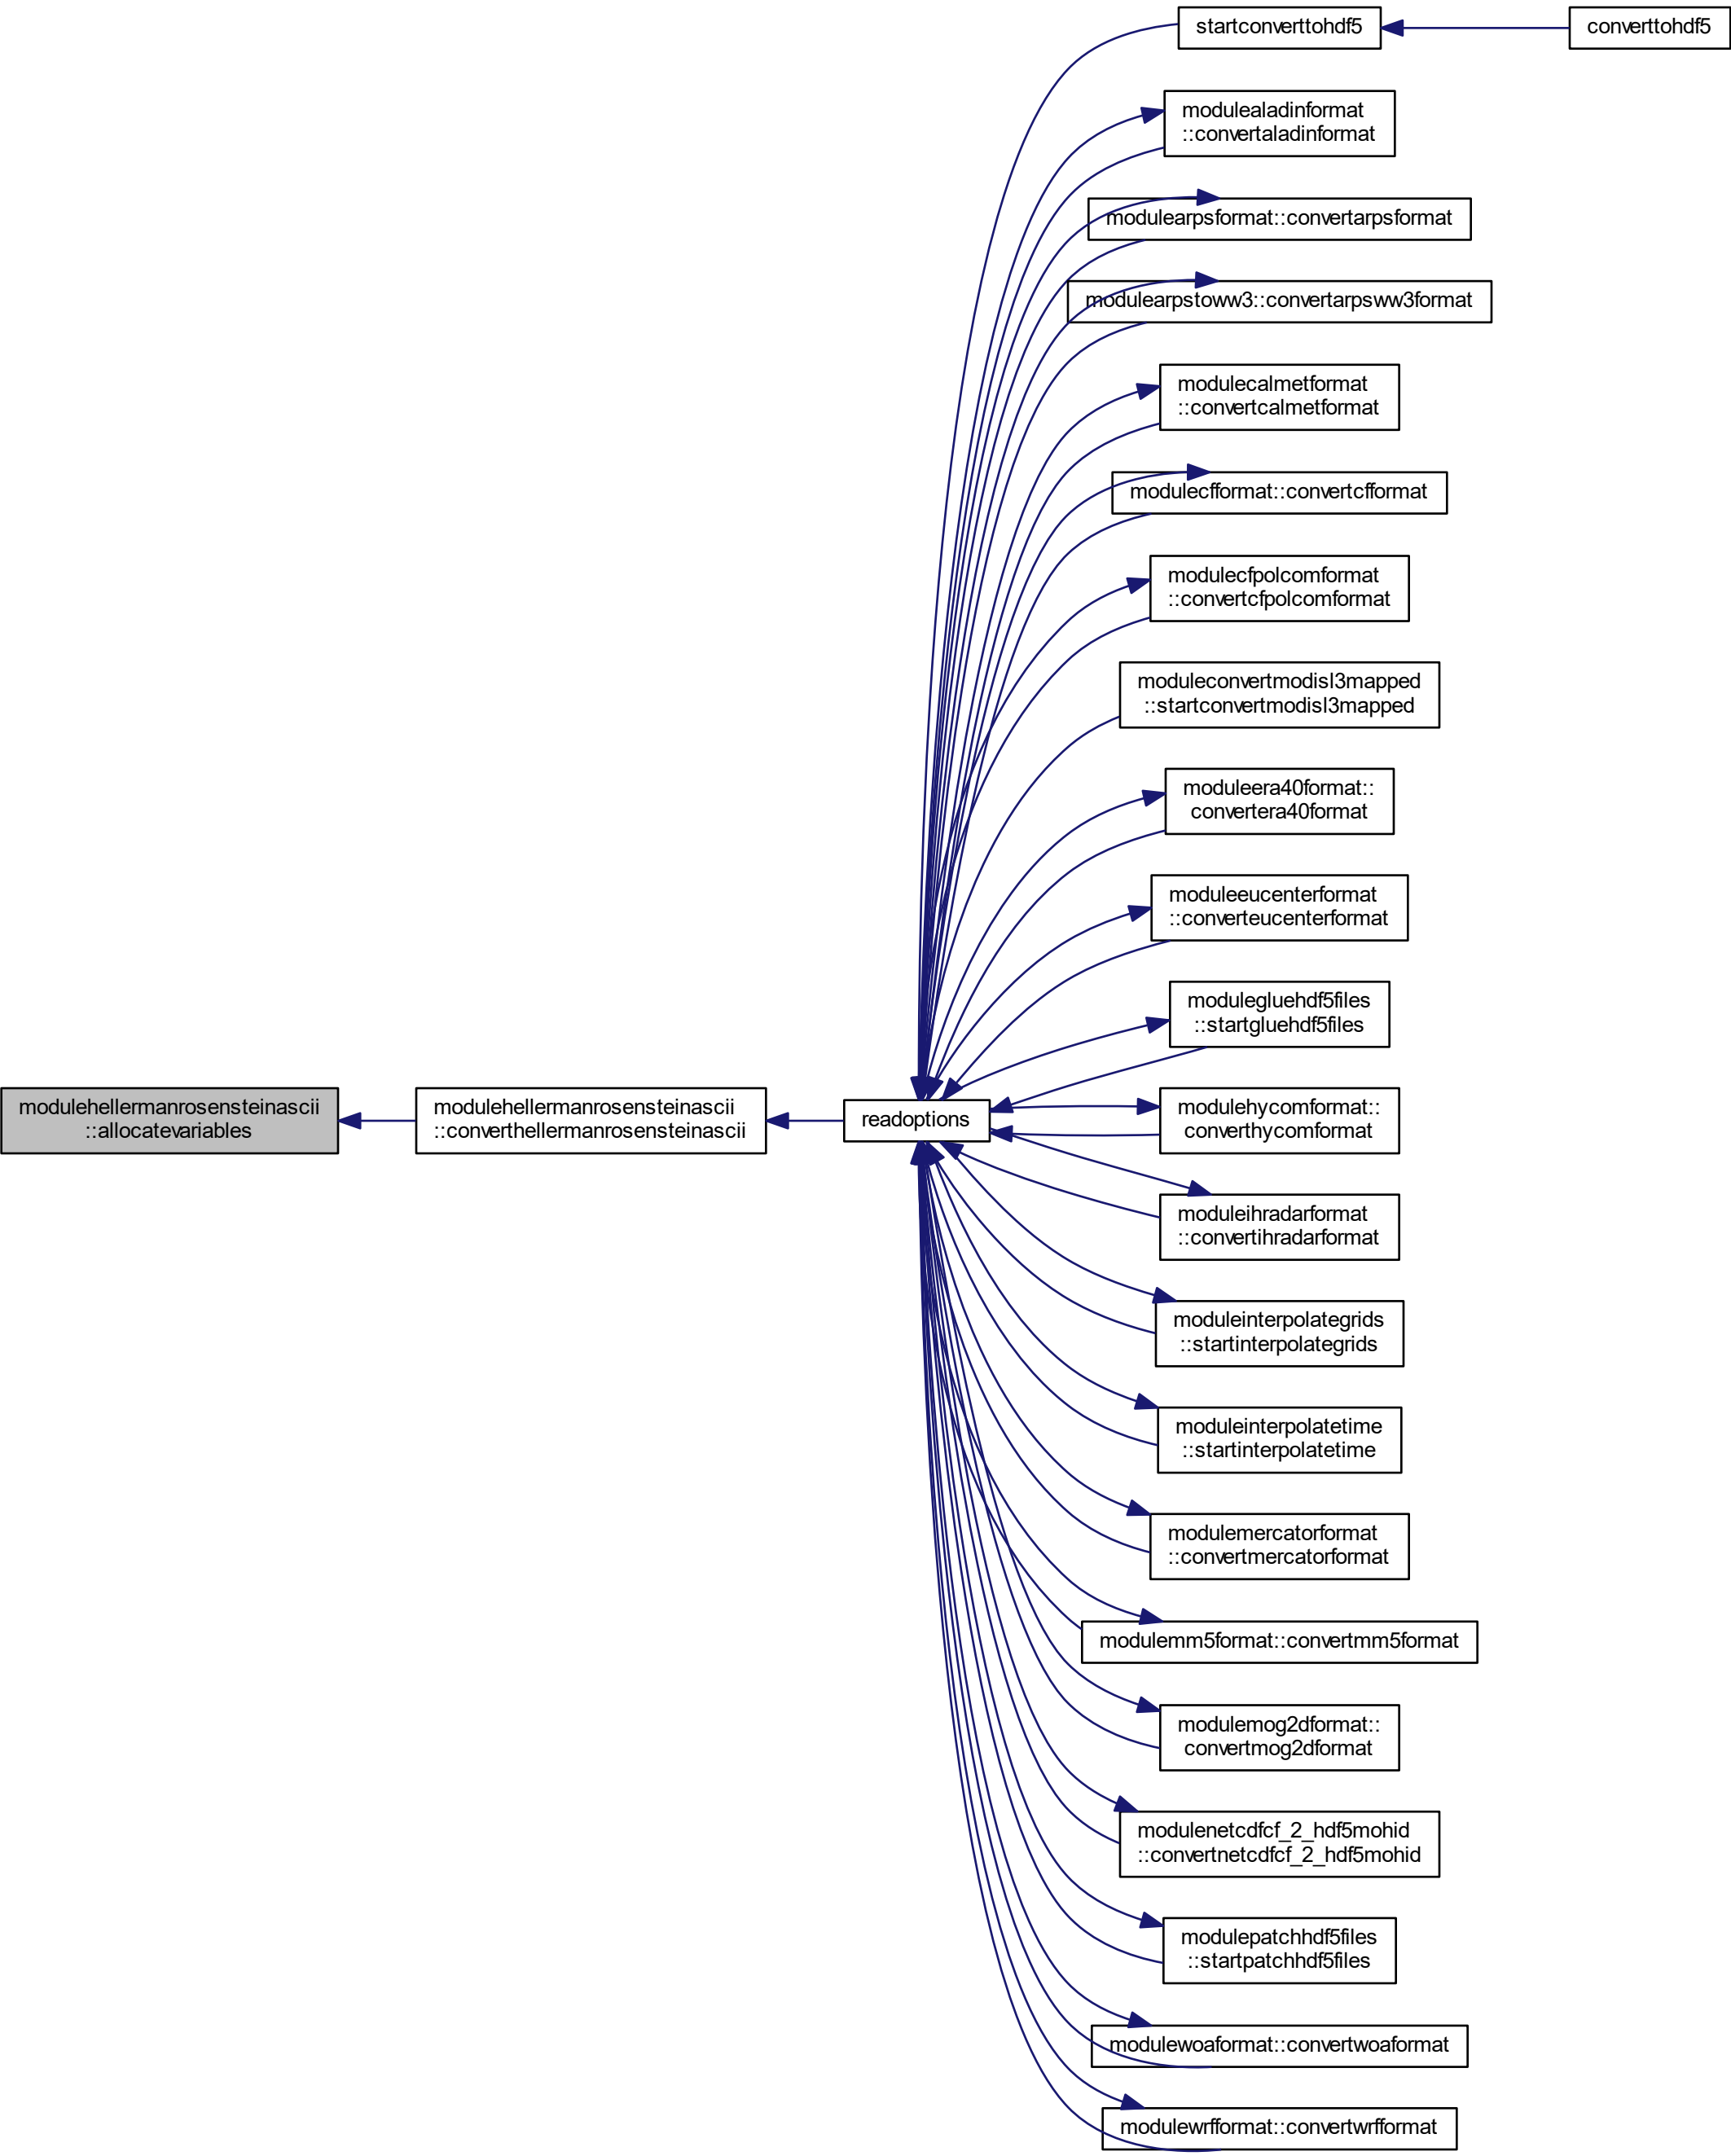 startconverttohdf5
converttohdf5
modulealadinformat
::convertaladinformat
modulearpsformat::convertarpsformat
modulearpstoww3::convertarpsww3format
modulecalmetformat
::convertcalmetformat
modulecfformat::convertcfformat
modulecfpolcomformat
::convertcfpolcomformat
moduleconvertmodisl3mapped
::startconvertmodisl3mapped
moduleera40format::
convertera40format
moduleeucenterformat
::converteucenterformat
modulegluehdf5files
::startgluehdf5files
modulehellermanrosensteinascii
::allocatevariables
modulehellermanrosensteinascii
::converthellermanrosensteinascii
readoptions
modulehycomformat::
converthycomformat
moduleihradarformat
::convertihradarformat
moduleinterpolategrids
::startinterpolategrids
moduleinterpolatetime
::startinterpolatetime
modulemercatorformat
::convertmercatorformat
modulemm5format::convertmm5format
modulemog2dformat::
convertmog2dformat
modulenetcdfcf_2_hdf5mohid
::convertnetcdfcf_2_hdf5mohid
modulepatchhdf5files
::startpatchhdf5files
modulewoaformat::convertwoaformat
modulewrfformat::convertwrfformat